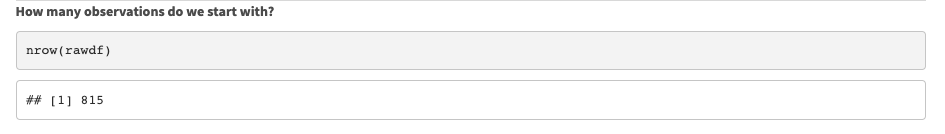 How many observations do we start with?
nrow(rawdf)
## [1] 815